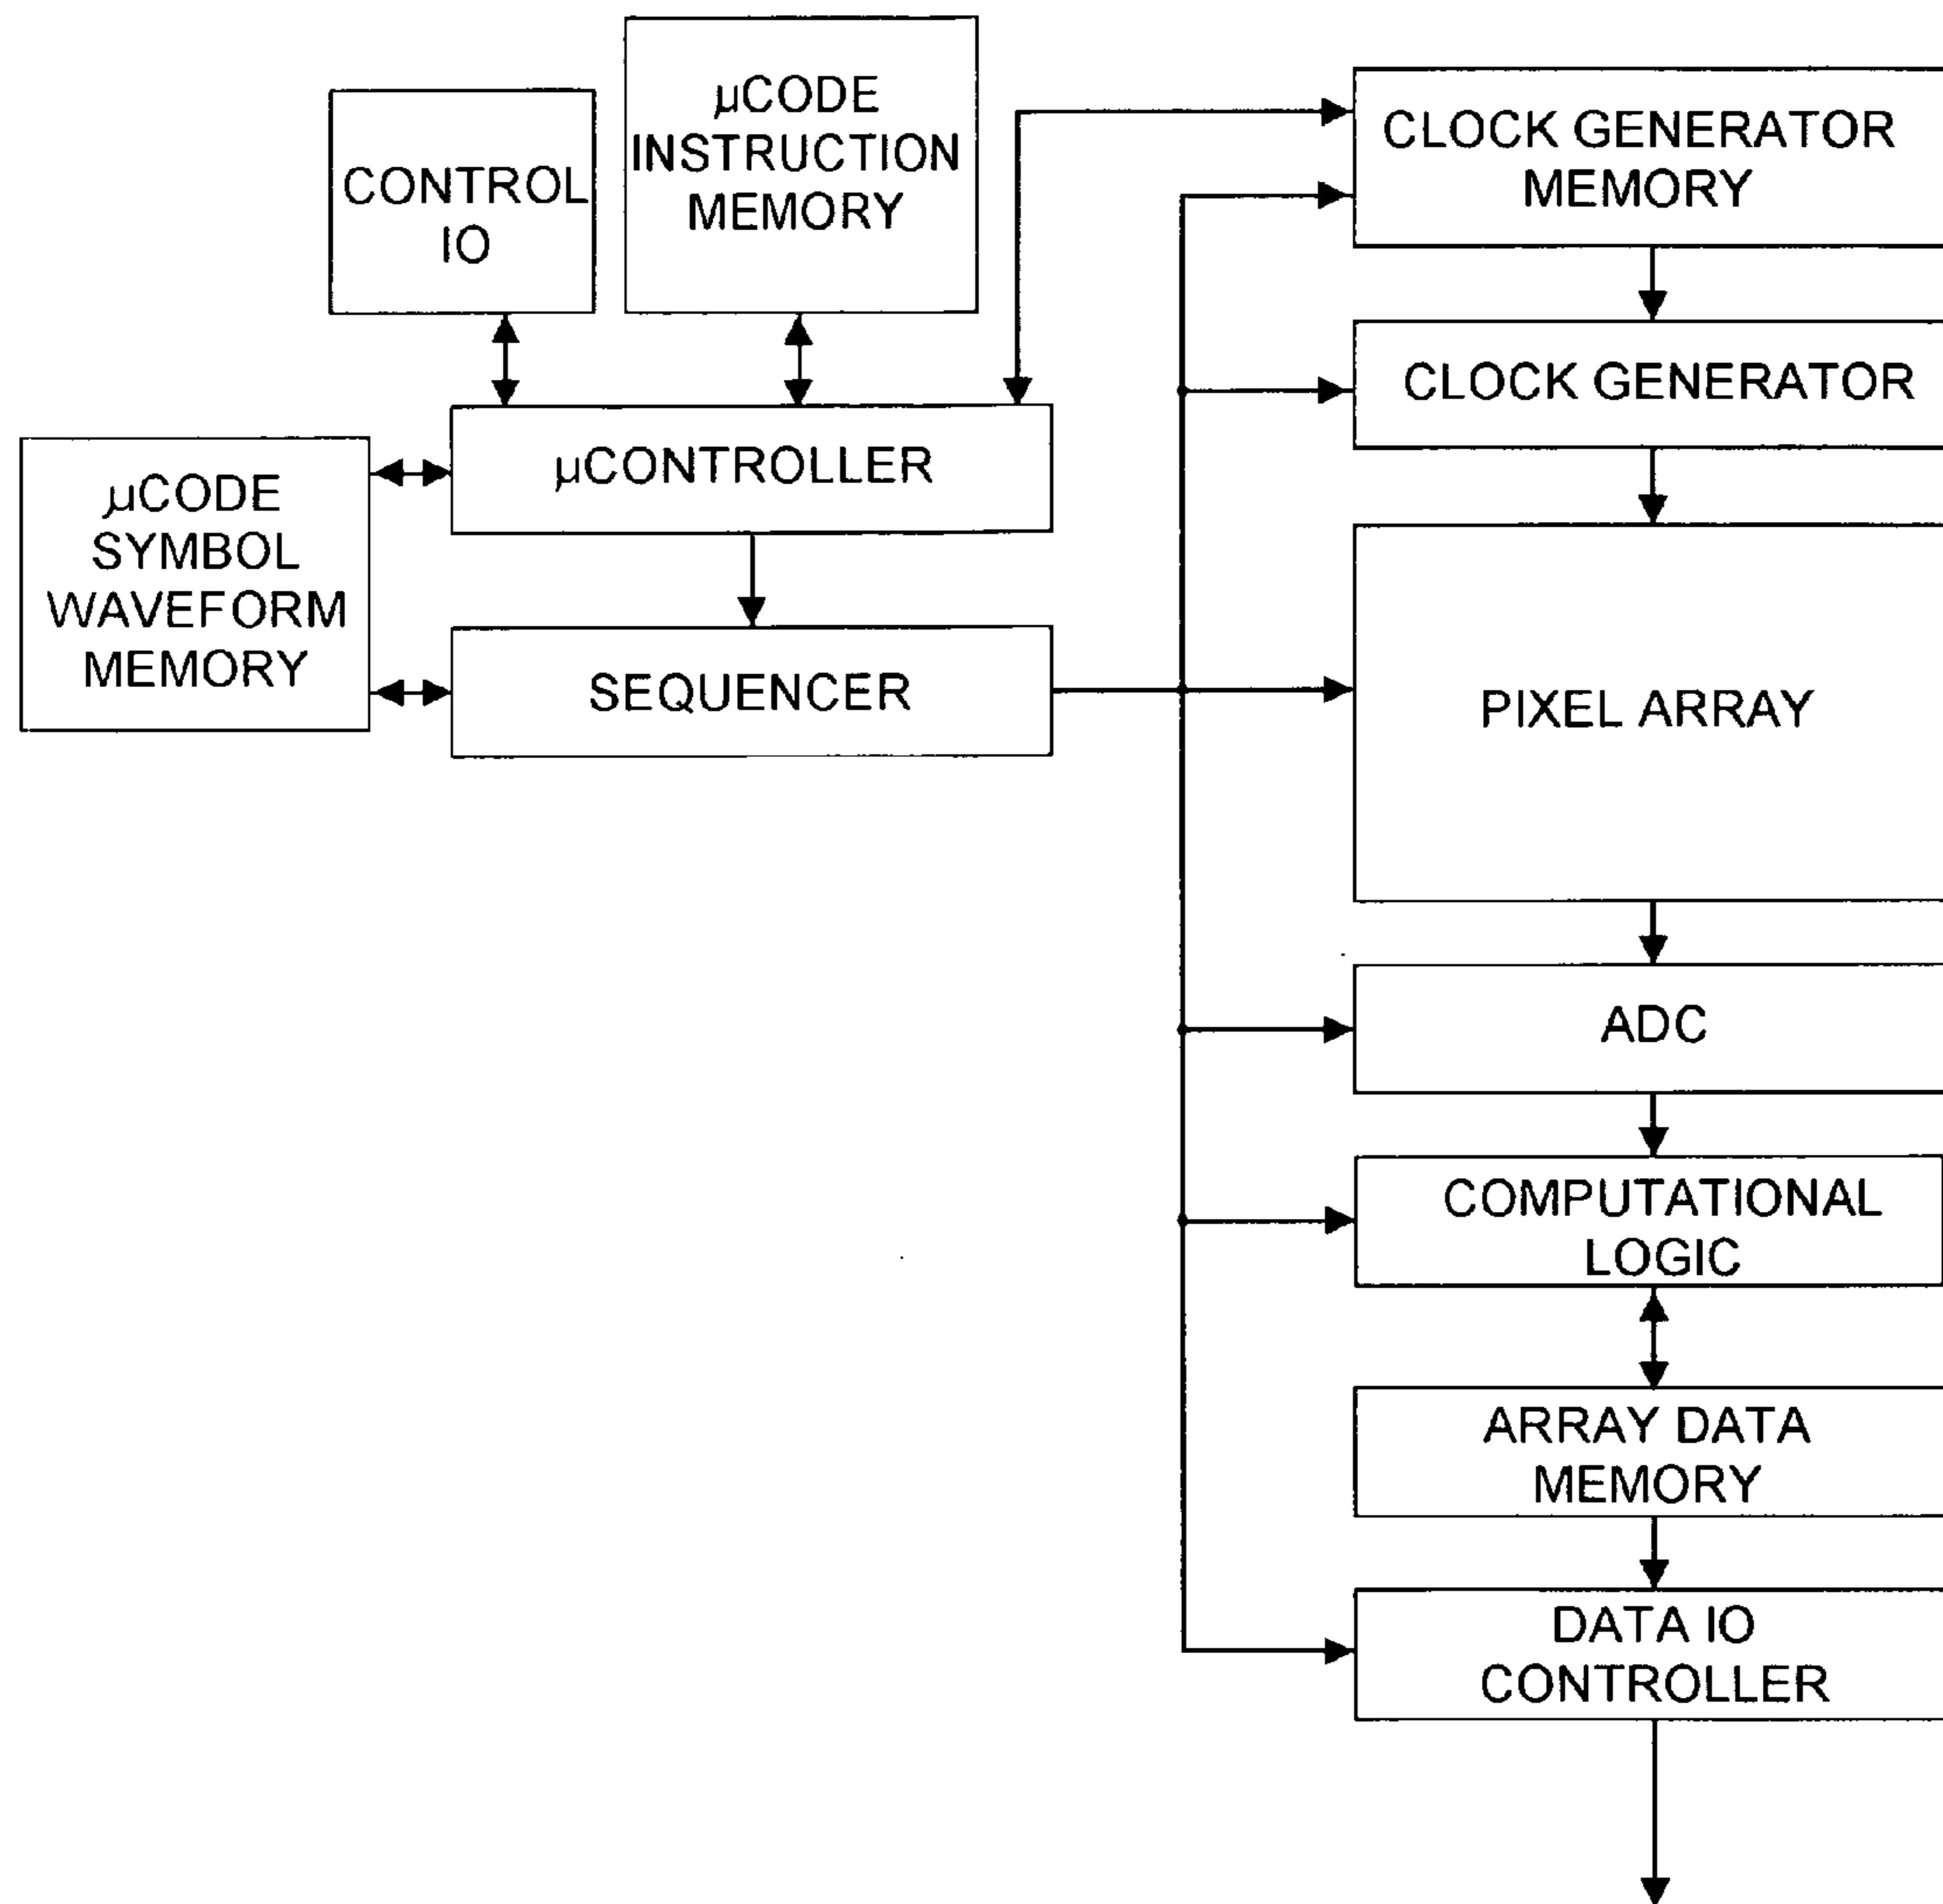 CONTROL
IO
µCODE
INSTRUCTION
MEMORY
µCONTROLLER
µCODE
SYMBOL
WAVEFORM
MEMORY
SEQUENCER
CLOCK GENERATOR
MEMORY
CLOCK GENERATOR
PIXEL ARRAY
ADC
COMPUTATIONAL
LOGIC
ARRAY DATA
MEMORY
DATA IO
CONTROLLER